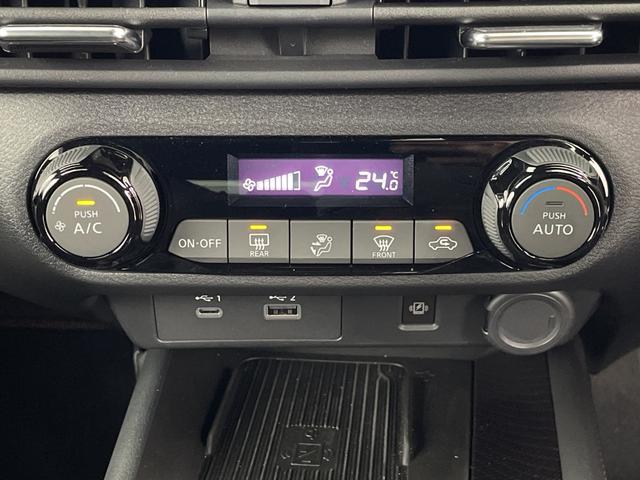 24.0°C
PUSH
A/C
ON·OFF
REAR
FRONT
PUSH
AUTO
1
2